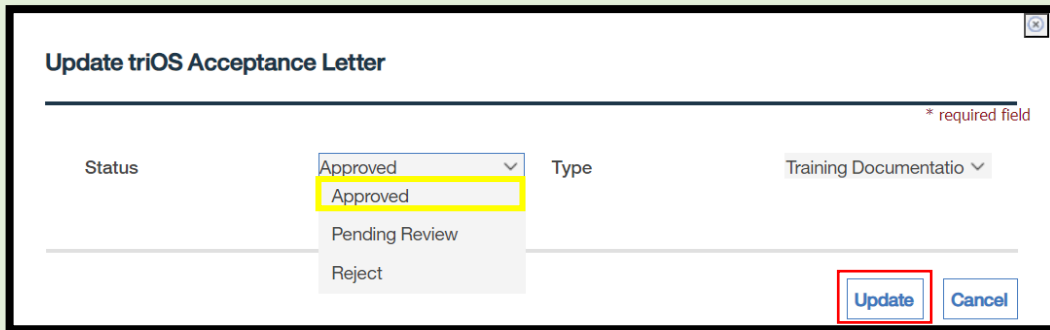 Update triOS Acceptance Letter
* required field
Status Approved Type Training Documentatio
Approved
Pending Review
Reject
Update Cancel